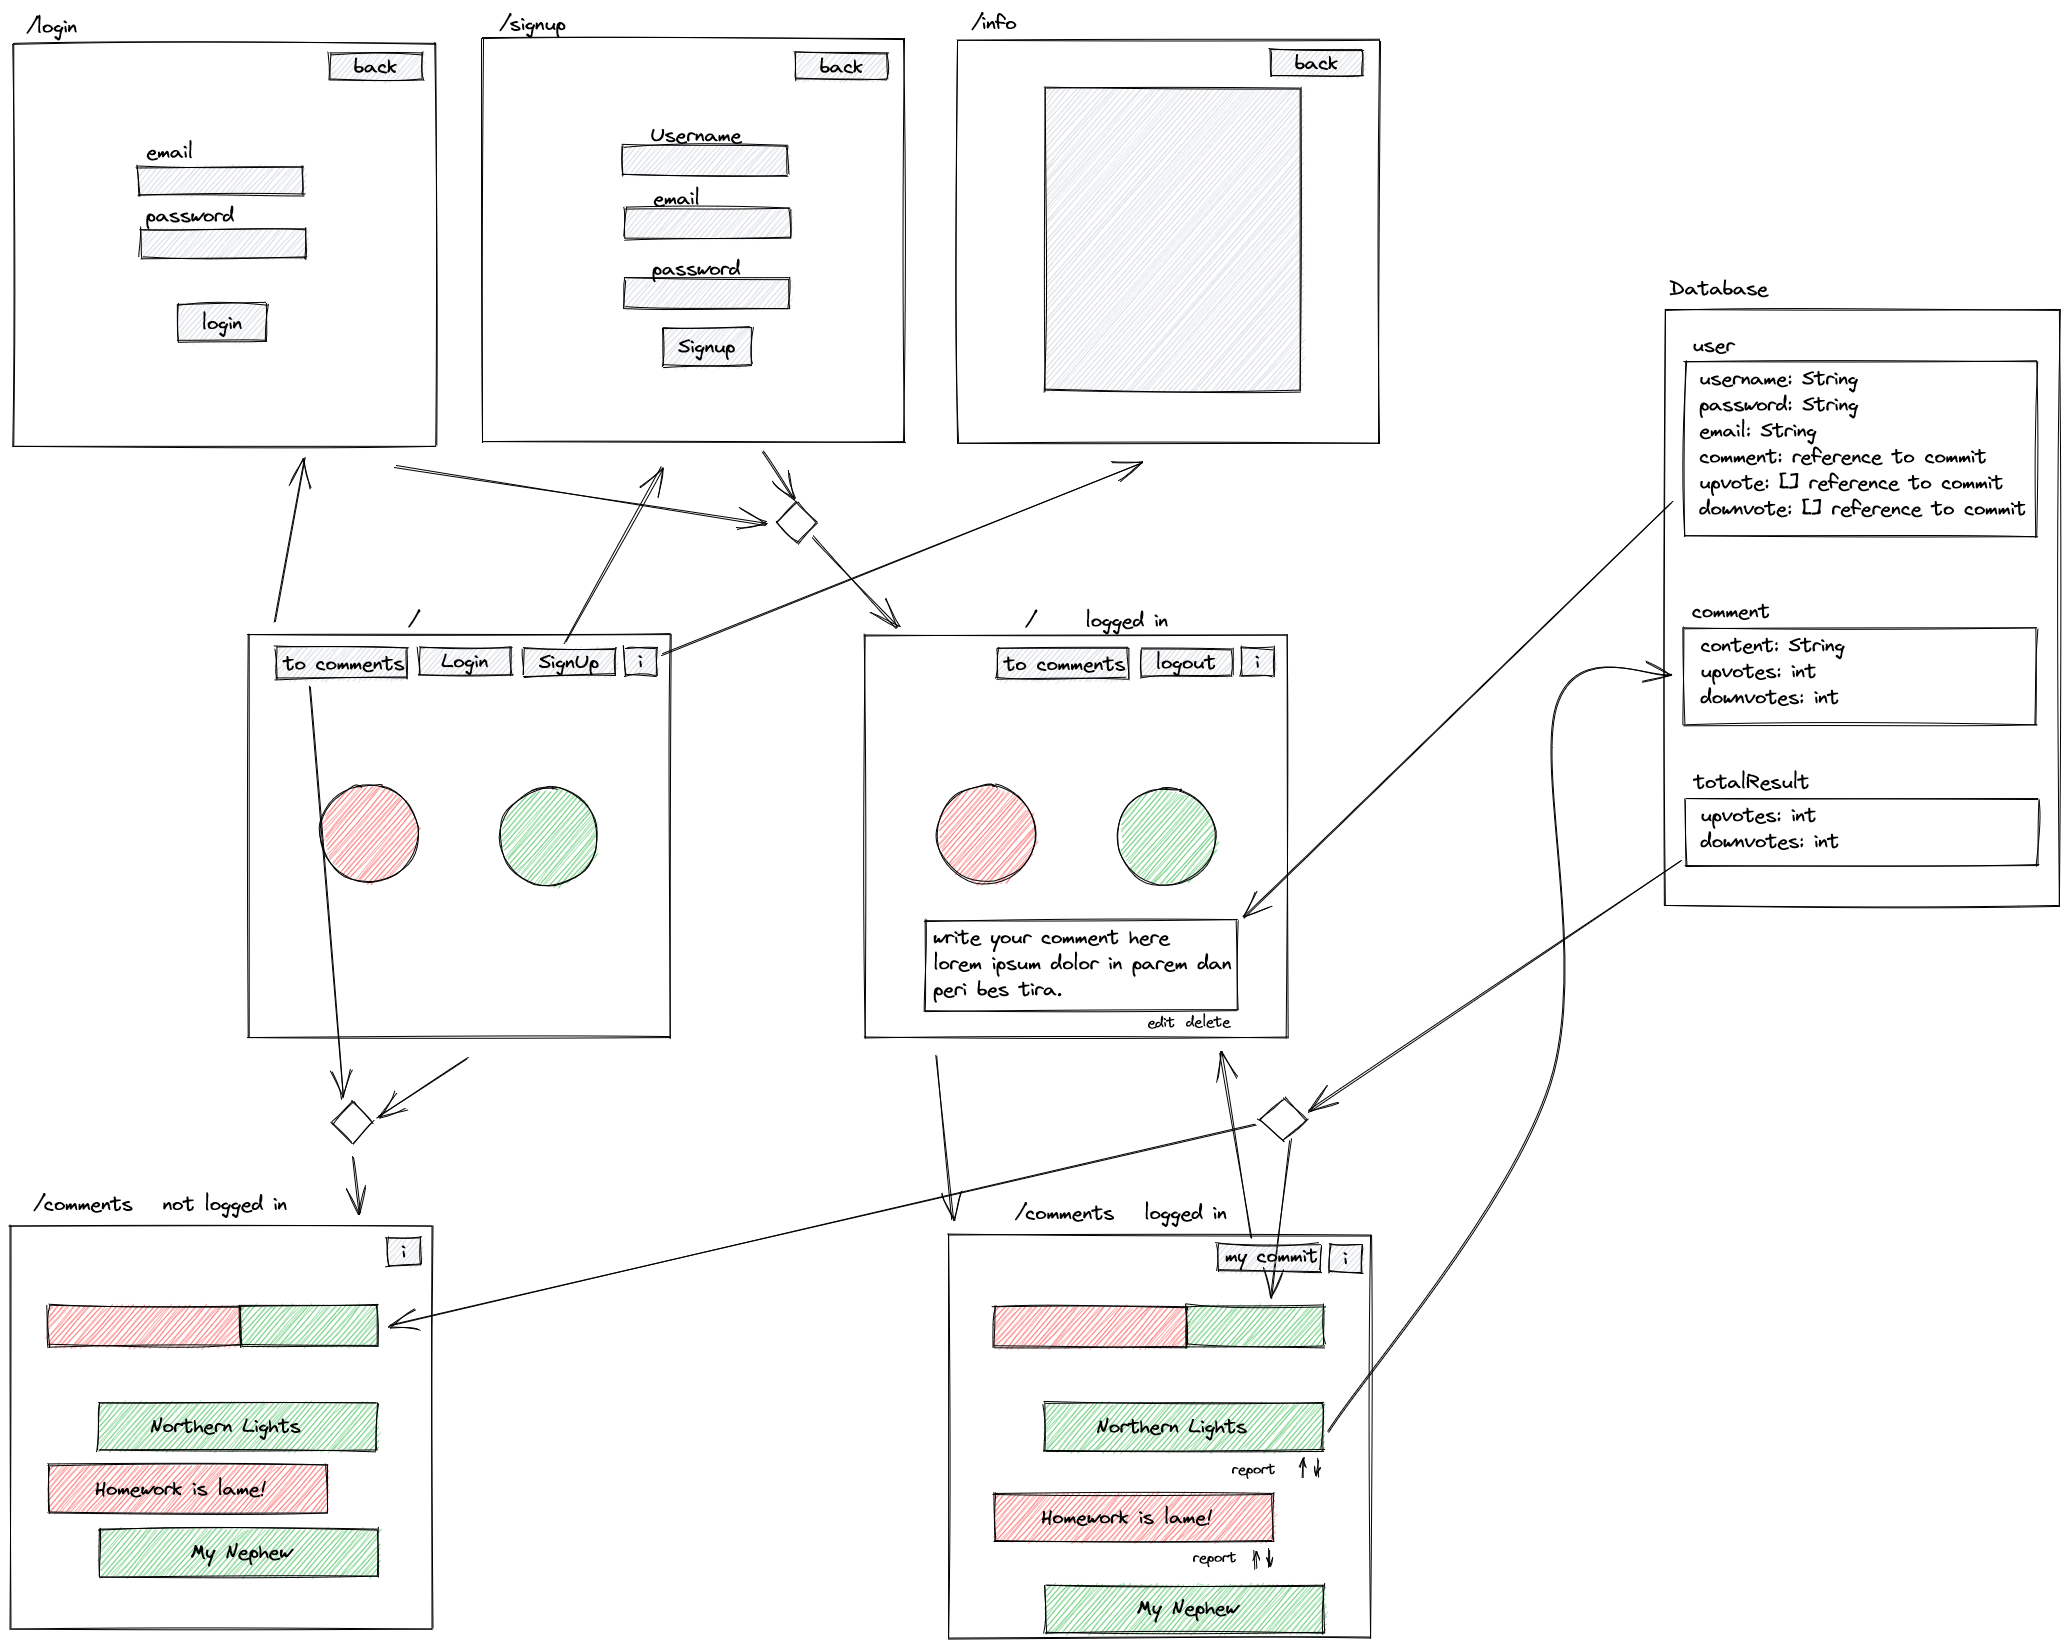 /login
back
email
password
login
/signup
back
Username
email
password
Signup
/info
back
Database
user
username: String
password: String
email: String
comment: reference to commit
upvote: [] reference to commit
downvote: [] reference to commit
comment
content: String
upvotes: int
downvotes: int
totalResult
upvotes: int
downvotes: int
/
to comments
Login
SignUp
i
/ logged in
to comments
logout
i
write your comment here
lorem ipsum dolor in parem dan
peri bes tira.
edit delete
/comments not logged in
i
Northern Lights
Homework is lame!
My Nephew
/comments logged in
my commit
i
Northern Lights
report
Homework is lame!
report
My Nephew